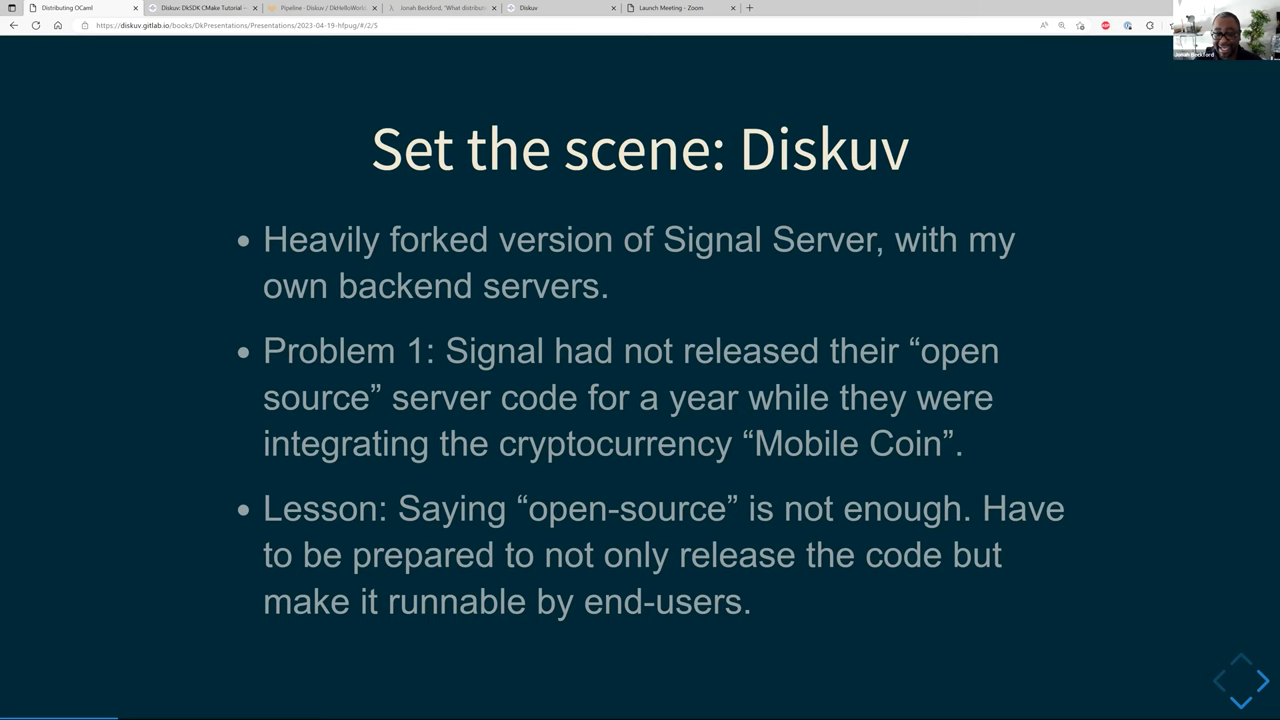 Distributing OCaml
Diskuv: DkSDK CMake Tutorial —
Pipeline - Diskuv / DkHelloWorl
Jonah Beckford, "What distribut
Diskuv
Launch Meeting - Zoom
https://diskuv.gitlab.io/books/DkPresentations/Presentations/2023-04-19-hfpug/#/2/5
Jonah Beckford
Set the scene: Diskuv
• Heavily forked version of Signal Server, with my
own backend servers.
• Problem 1: Signal had not released their “open
source” server code for a year while they were
integrating the cryptocurrency “Mobile Coin”.
• Lesson: Saying “open-source” is not enough. Have
to be prepared to not only release the code but
make it runnable by end-users.